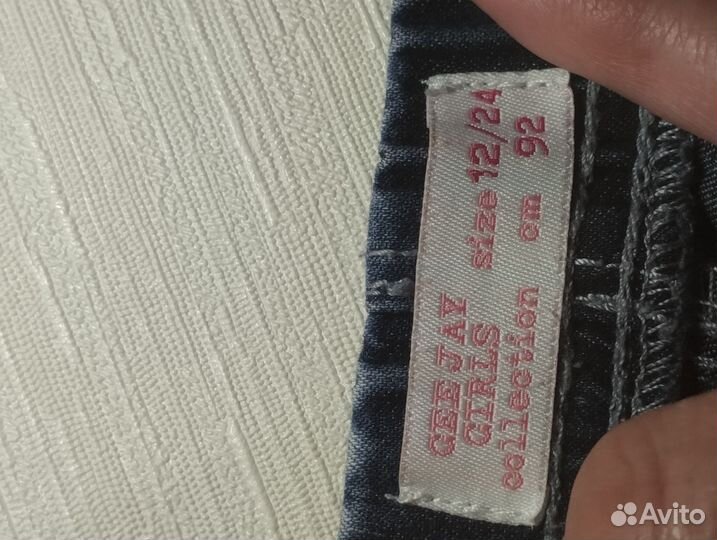 GEEJAY
GIRLS
collection
size 12/24
cm 92
Avito